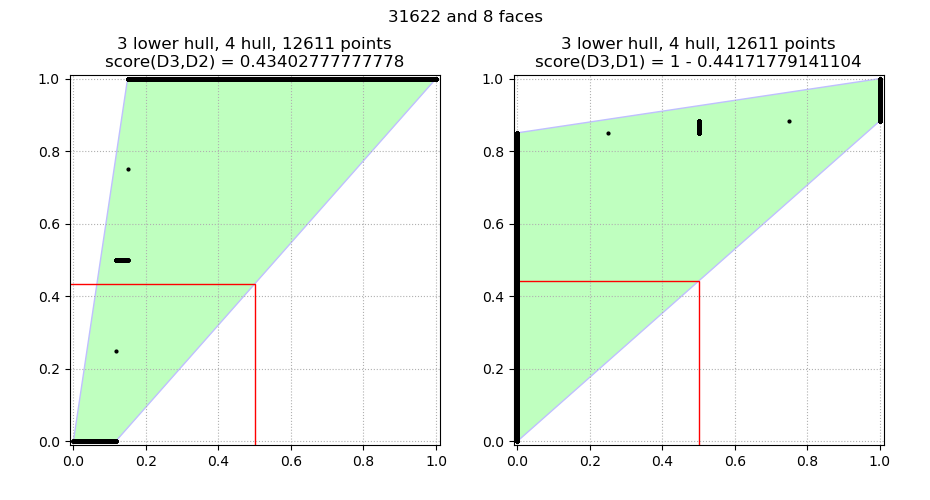 31622 and 8 faces
3 lower hull, 4 hull, 12611 points
score(D3,D2) = 0.43402777777778
1.0
0.8
0.6
0.4
0.2
0.0
0.0 0.2 0.4 0.6 0.8 1.0
3 lower hull, 4 hull, 12611 points
score(D3,D1) = 1 - 0.44171779141104
1.0
0.8
0.6
0.4
0.2
0.0
0.0 0.2 0.4 0.6 0.8 1.0